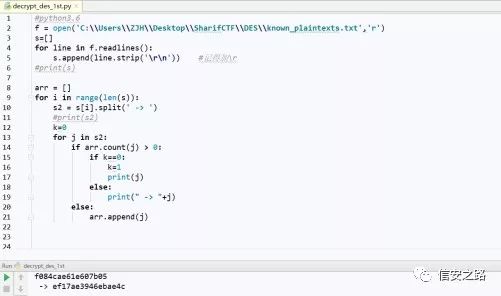 decrypt_des_1st.py
1 #python3.6
2 f = open('C:\\Users\\ZJH\\Desktop\\SharifCTF\\DES\\known_plaintexts.txt','r')
3 s=[]
4 for line in f.readlines():
5 s.append(line.strip('\r\n')) #记得加\r
6 #print(s)
7
8 arr = []
9 for i in range(len(s)):
10 s2 = s[i].split(' -> ')
11 #print(s2)
12 k=0
13 for j in s2:
14 if arr.count(j) > 0:
15 if k==0:
16 k=1
17 print(j)
18 else:
19 print(" -> "+j)
20 else:
21 arr.append(j)
22
23
24
Run decrypt_des_1st
f084cae61e607b05
-> ef17ae3946ebae4c
信安之路